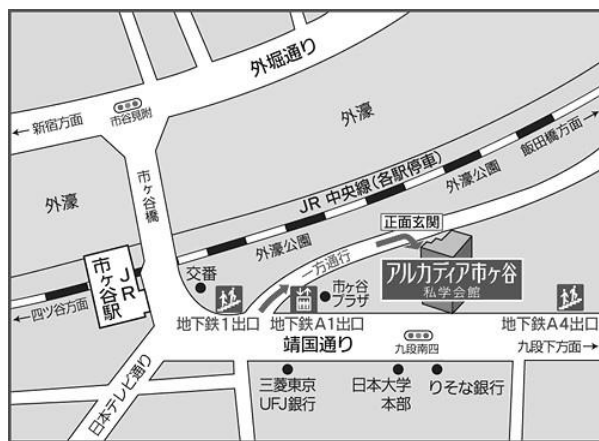 外堀通り
←新宿方面
市谷見附
外濠
飯田橋方面→
JR 中央線(各駅停車)
外濠公園
市ヶ谷橋
外濠
外濠公園
正面玄関
一方通行
アルカディア市ヶ谷
私学会館
JR
市ヶ谷駅
交番
市ヶ谷
プラザ
←四ツ谷方面
地下鉄1出口
地下鉄A1出口
地下鉄A4出口
靖国通り
九段南四
九段下方面→
日本テレビ通り
三菱東京
UFJ銀行
日本大学
本部
りそな銀行